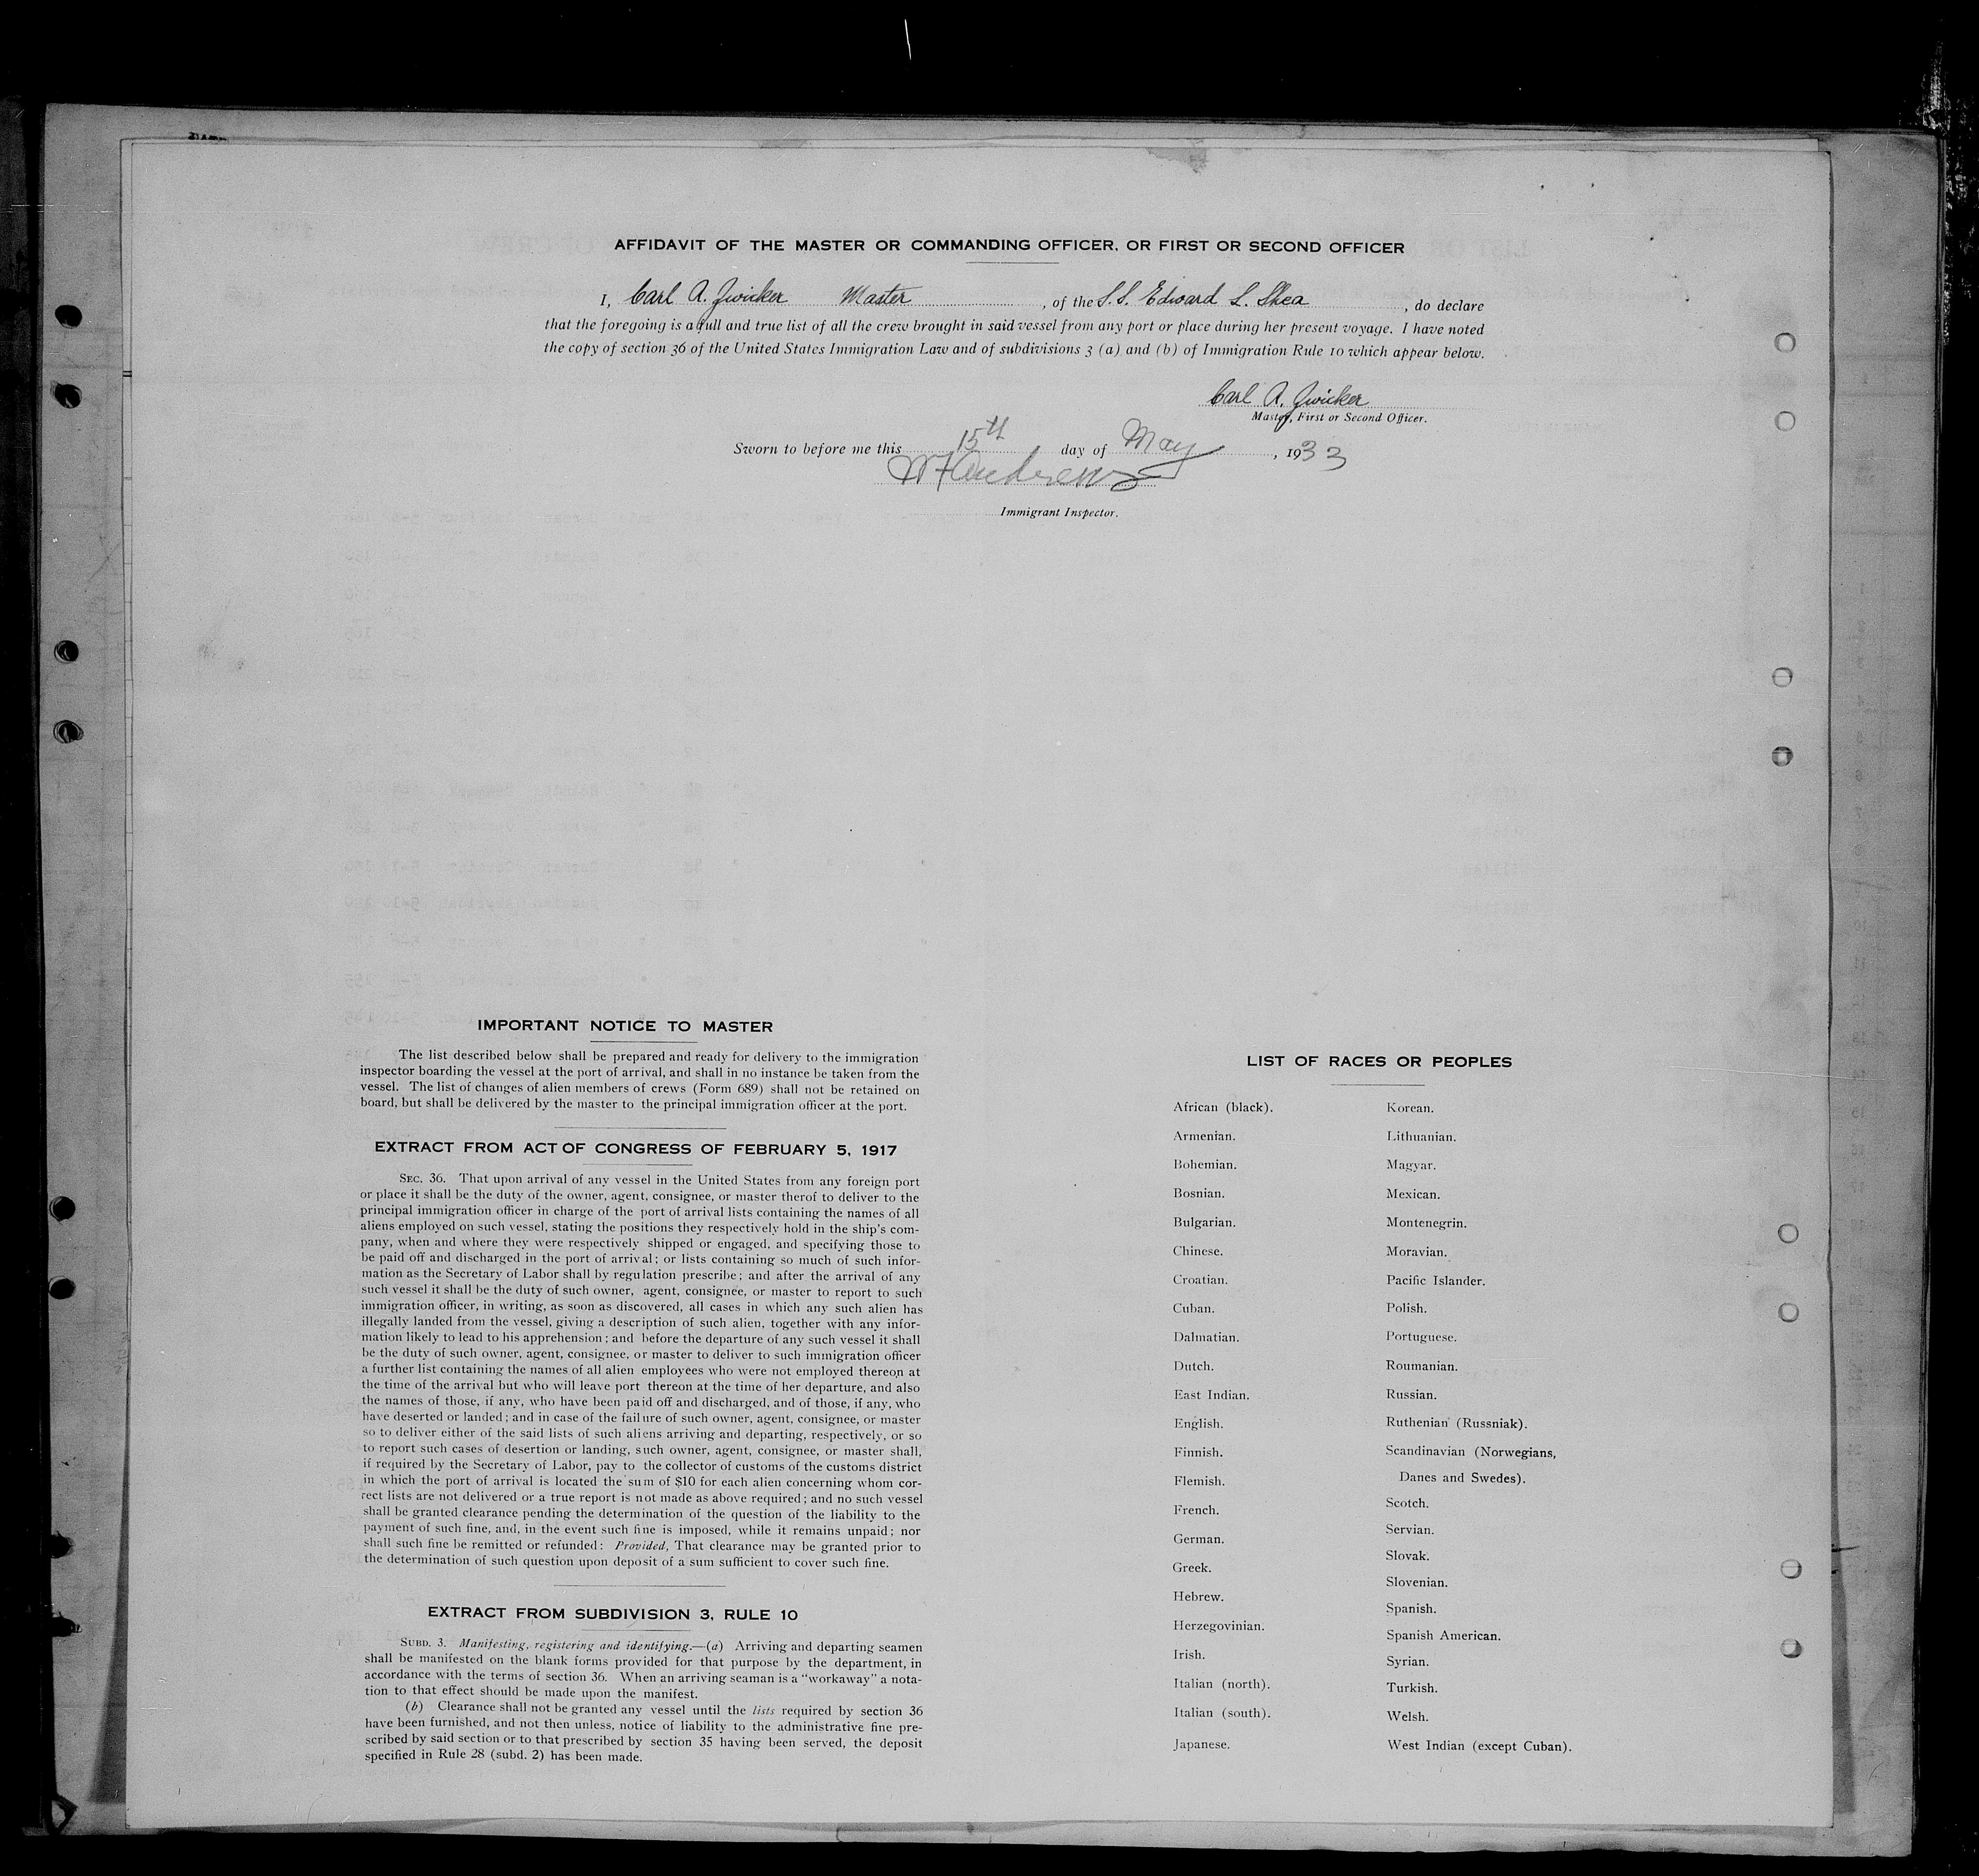 AFFIDAVIT OF THE MASTER OR COMMANDING OFFICER, OR FIRST OR SECOND OFFICER
I, Carl A. Zwicker Master, of the S.S. Edward L. Shea, do declare
that the foregoing is a full and true list of all the crew brought in said vessel from any port or place during her present voyage. I have noted
the copy of section 36 of the United States Immigration Law and of subdivisions 3 (a) and (b) of Immigration Rule 10 which appear below.
Carl A. Zwicker
Master, First or Second Officer.
Sworn to before me this 15th day of May, 1933
W F Andrews
Immigrant Inspector.
IMPORTANT NOTICE TO MASTER
The list described below shall be prepared and ready for delivery to the immigration
inspector boarding the vessel at the port of arrival, and shall in no instance be taken from the
vessel. The list of changes of alien members of crews (Form 689) shall not be retained on
board, but shall be delivered by the master to the principal immigration officer at the port.
EXTRACT FROM ACT OF CONGRESS OF FEBRUARY 5, 1917
SEC. 36. That upon arrival of any vessel in the United States from any foreign port
or place it shall be the duty of the owner, agent, consignee, or master therof to deliver to the
principal immigration officer in charge of the port of arrival lists containing the names of all
aliens employed on such vessel, stating the positions they respectively hold in the ship's com-
pany, when and where they were respectively shipped or engaged, and specifying those to
be paid off and discharged in the port of arrival; or lists containing so much of such infor-
mation as the Secretary of Labor shall by regulation prescribe; and after the arrival of any
such vessel it shall be the duty of such owner, agent, consignee, or master to report to such
immigration officer, in writing, as soon as discovered, all cases in which any such alien has
illegally landed from the vessel, giving a description of such alien, together with any infor-
mation likely to lead to his apprehension; and before the departure of any such vessel it shall
be the duty of such owner, agent, consignee, or master to deliver to such immigration officer
a further list containing the names of all alien employees who were not employed thereon at
the time of the arrival but who will leave port thereon at the time of her departure, and also
the names of those, if any, who have been paid off and discharged, and of those, if any, who
have deserted or landed; and in case of the failure of such owner, agent, consignee, or master
so to deliver either of the said lists of such aliens arriving and departing, respectively, or so
to report such cases of desertion or landing, such owner, agent, consignee, or master shall,
if required by the Secretary of Labor, pay to the collector of customs of the customs district
in which the port of arrival is located the sum of $10 for each alien concerning whom cor-
rect lists are not delivered or a true report is not made as above required; and no such vessel
shall be granted clearance pending the determination of the question of the liability to the
payment of such fine, and, in the event such fine is imposed, while it remains unpaid; nor
shall such fine be remitted or refunded: Provided, That clearance may be granted prior to
the determination of such question upon deposit of a sum sufficient to cover such fine.
EXTRACT FROM SUBDIVISION 3, RULE 10
SUBD. 3. Manifesting, registering and identifying.—(a) Arriving and departing seamen
shall be manifested on the blank forms provided for that purpose by the department, in
accordance with the terms of section 36. When an arriving seaman is a "workaway" a nota-
tion to that effect should be made upon the manifest.
(b) Clearance shall not be granted any vessel until the lists required by section 36
have been furnished, and not then unless, notice of liability to the administrative fine pre-
scribed by said section or to that prescribed by section 35 having been served, the deposit
specified in Rule 28 (subd. 2) has been made.
LIST OF RACES OR PEOPLES
African (black).
Armenian.
Bohemian.
Bosnian.
Bulgarian.
Chinese.
Croatian.
Cuban.
Dalmatian.
Dutch.
East Indian.
English.
Finnish.
Flemish.
French.
German.
Greek.
Hebrew.
Herzegovinian.
Irish.
Italian (north).
Italian (south).
Japanese.
Korean.
Lithuanian.
Magyar.
Mexican.
Montenegrin.
Moravian.
Pacific Islander.
Polish.
Portuguese.
Roumanian.
Russian.
Ruthenian (Russniak).
Scandinavian (Norwegians,
Danes and Swedes).
Scotch.
Servian.
Slovak.
Slovenian.
Spanish.
Spanish American.
Syrian.
Turkish.
Welsh.
West Indian (except Cuban).